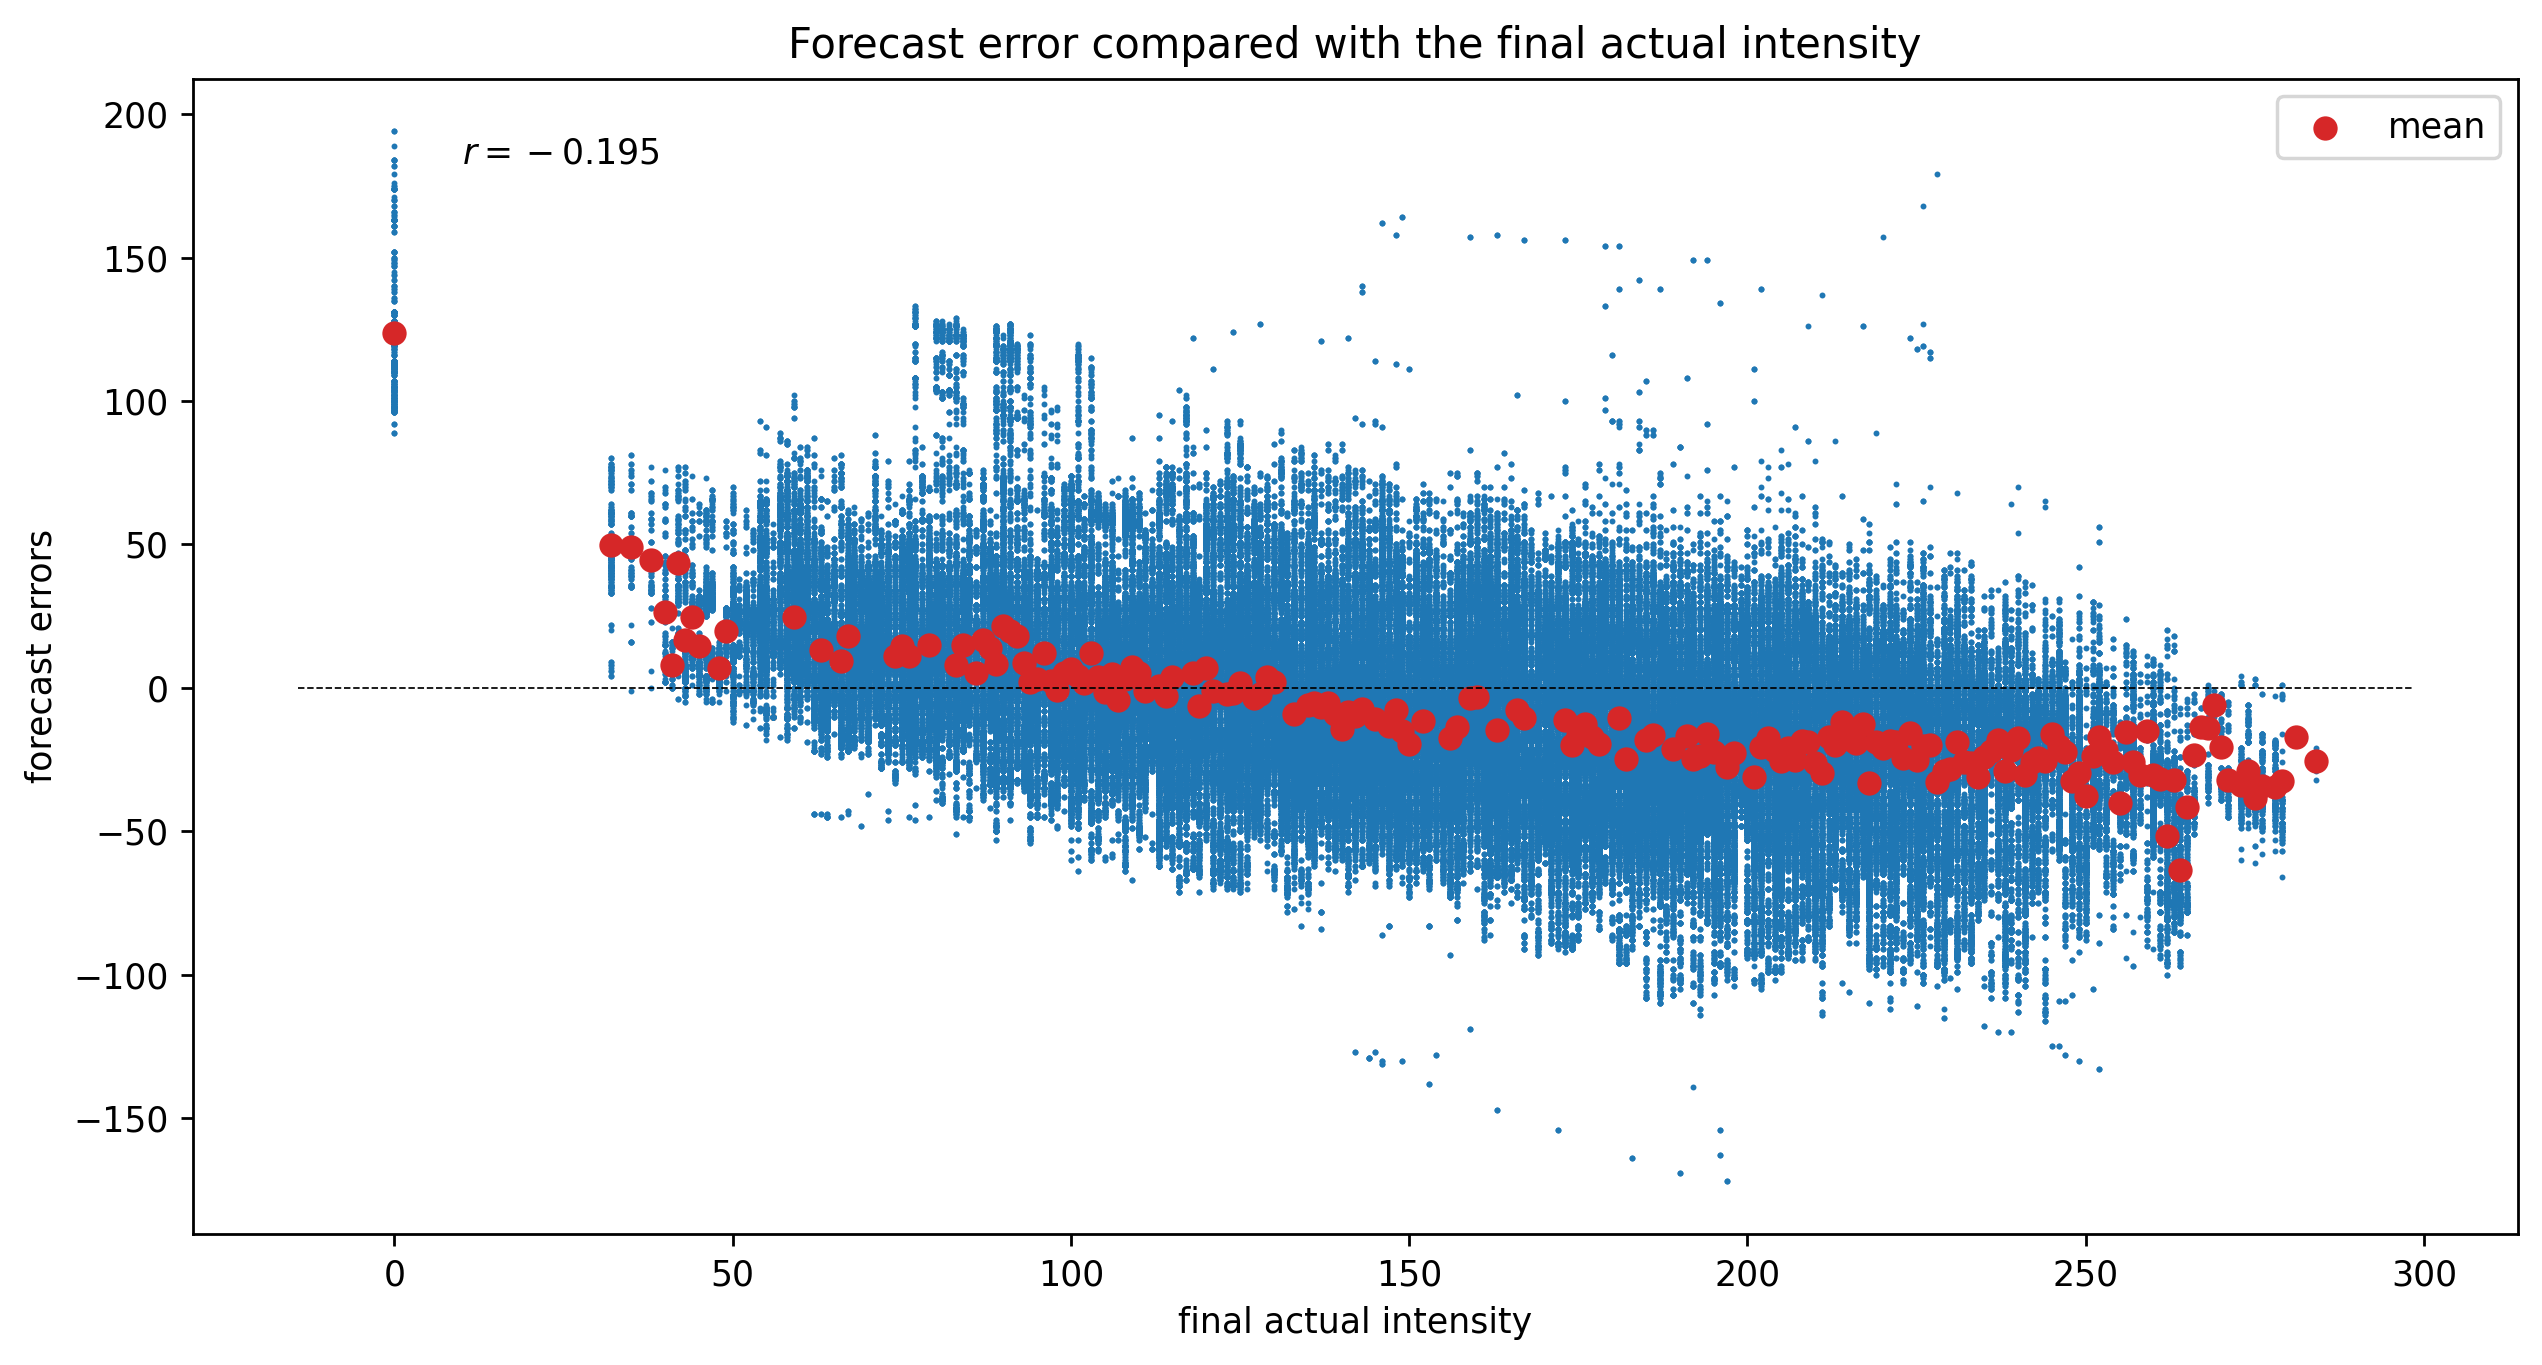 Forecast error compared with the final actual intensity
r = −0.195
mean
forecast errors
200
150
100
50
0
−50
−100
−150
0 50 100 150 200 250 300
final actual intensity